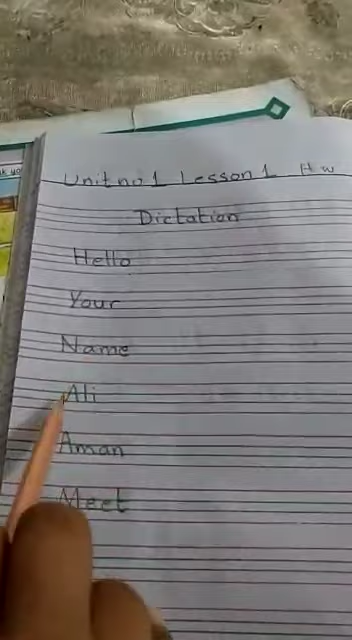 Unit no 1 Lesson 1 H w
Dictation
Hello
Your
Name
Ali
Aman
Meet